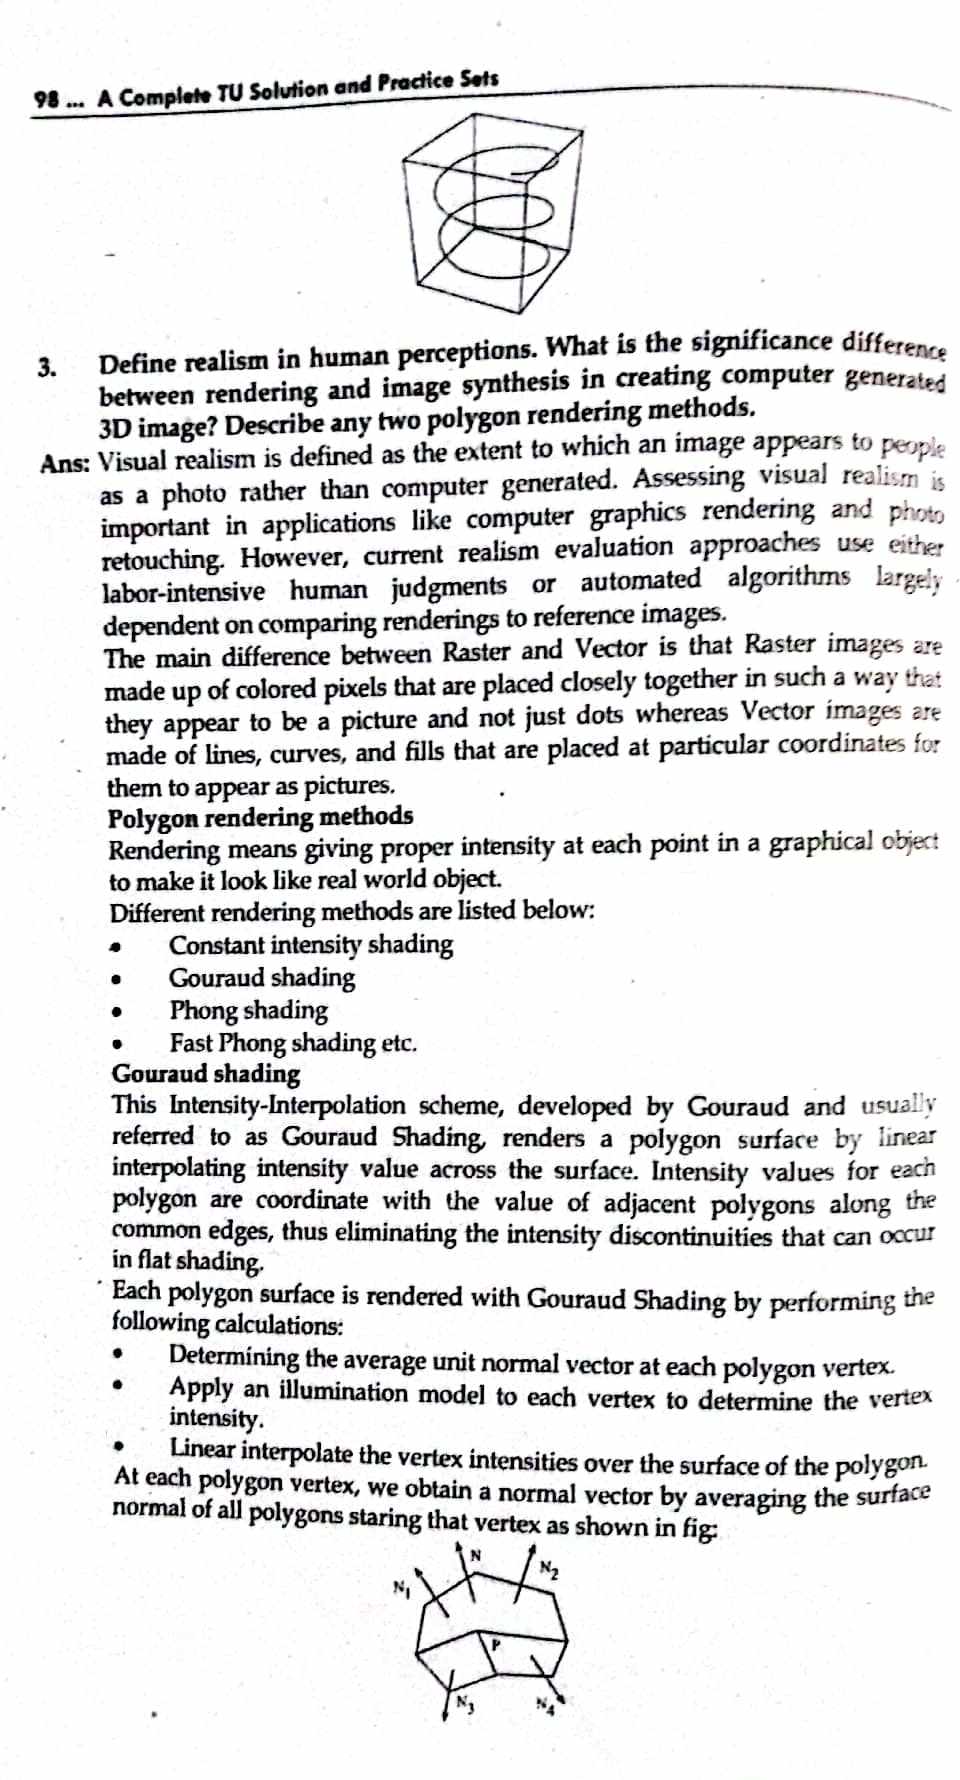 98 ... A Complete TU Solution and Practice Sets
3. Define realism in human perceptions. What is the significance difference
between rendering and image synthesis in creating computer generated
3D image? Describe any two polygon rendering methods.
Ans: Visual realism is defined as the extent to which an image appears to people
as a photo rather than computer generated. Assessing visual realism is
important in applications like computer graphics rendering and photo
retouching. However, current realism evaluation approaches use either
labor-intensive human judgments or automated algorithms largely
dependent on comparing renderings to reference images.
The main difference between Raster and Vector is that Raster images are
made up of colored pixels that are placed closely together in such a way that
they appear to be a picture and not just dots whereas Vector images are
made of lines, curves, and fills that are placed at particular coordinates for
them to appear as pictures.
Polygon rendering methods
Rendering means giving proper intensity at each point in a graphical object
to make it look like real world object.
Different rendering methods are listed below:
• Constant intensity shading
• Gouraud shading
• Phong shading
• Fast Phong shading etc.
Gouraud shading
This Intensity-Interpolation scheme, developed by Gouraud and usually
referred to as Gouraud Shading, renders a polygon surface by linear
interpolating intensity value across the surface. Intensity values for each
polygon are coordinate with the value of adjacent polygons along the
common edges, thus eliminating the intensity discontinuities that can occur
in flat shading.
Each polygon surface is rendered with Gouraud Shading by performing the
following calculations:
• Determining the average unit normal vector at each polygon vertex.
• Apply an illumination model to each vertex to determine the vertex
intensity.
• Linear interpolate the vertex intensities over the surface of the polygon.
At each polygon vertex, we obtain a normal vector by averaging the surface
normal of all polygons staring that vertex as shown in fig:
N
N2
N1
P
N3
N4